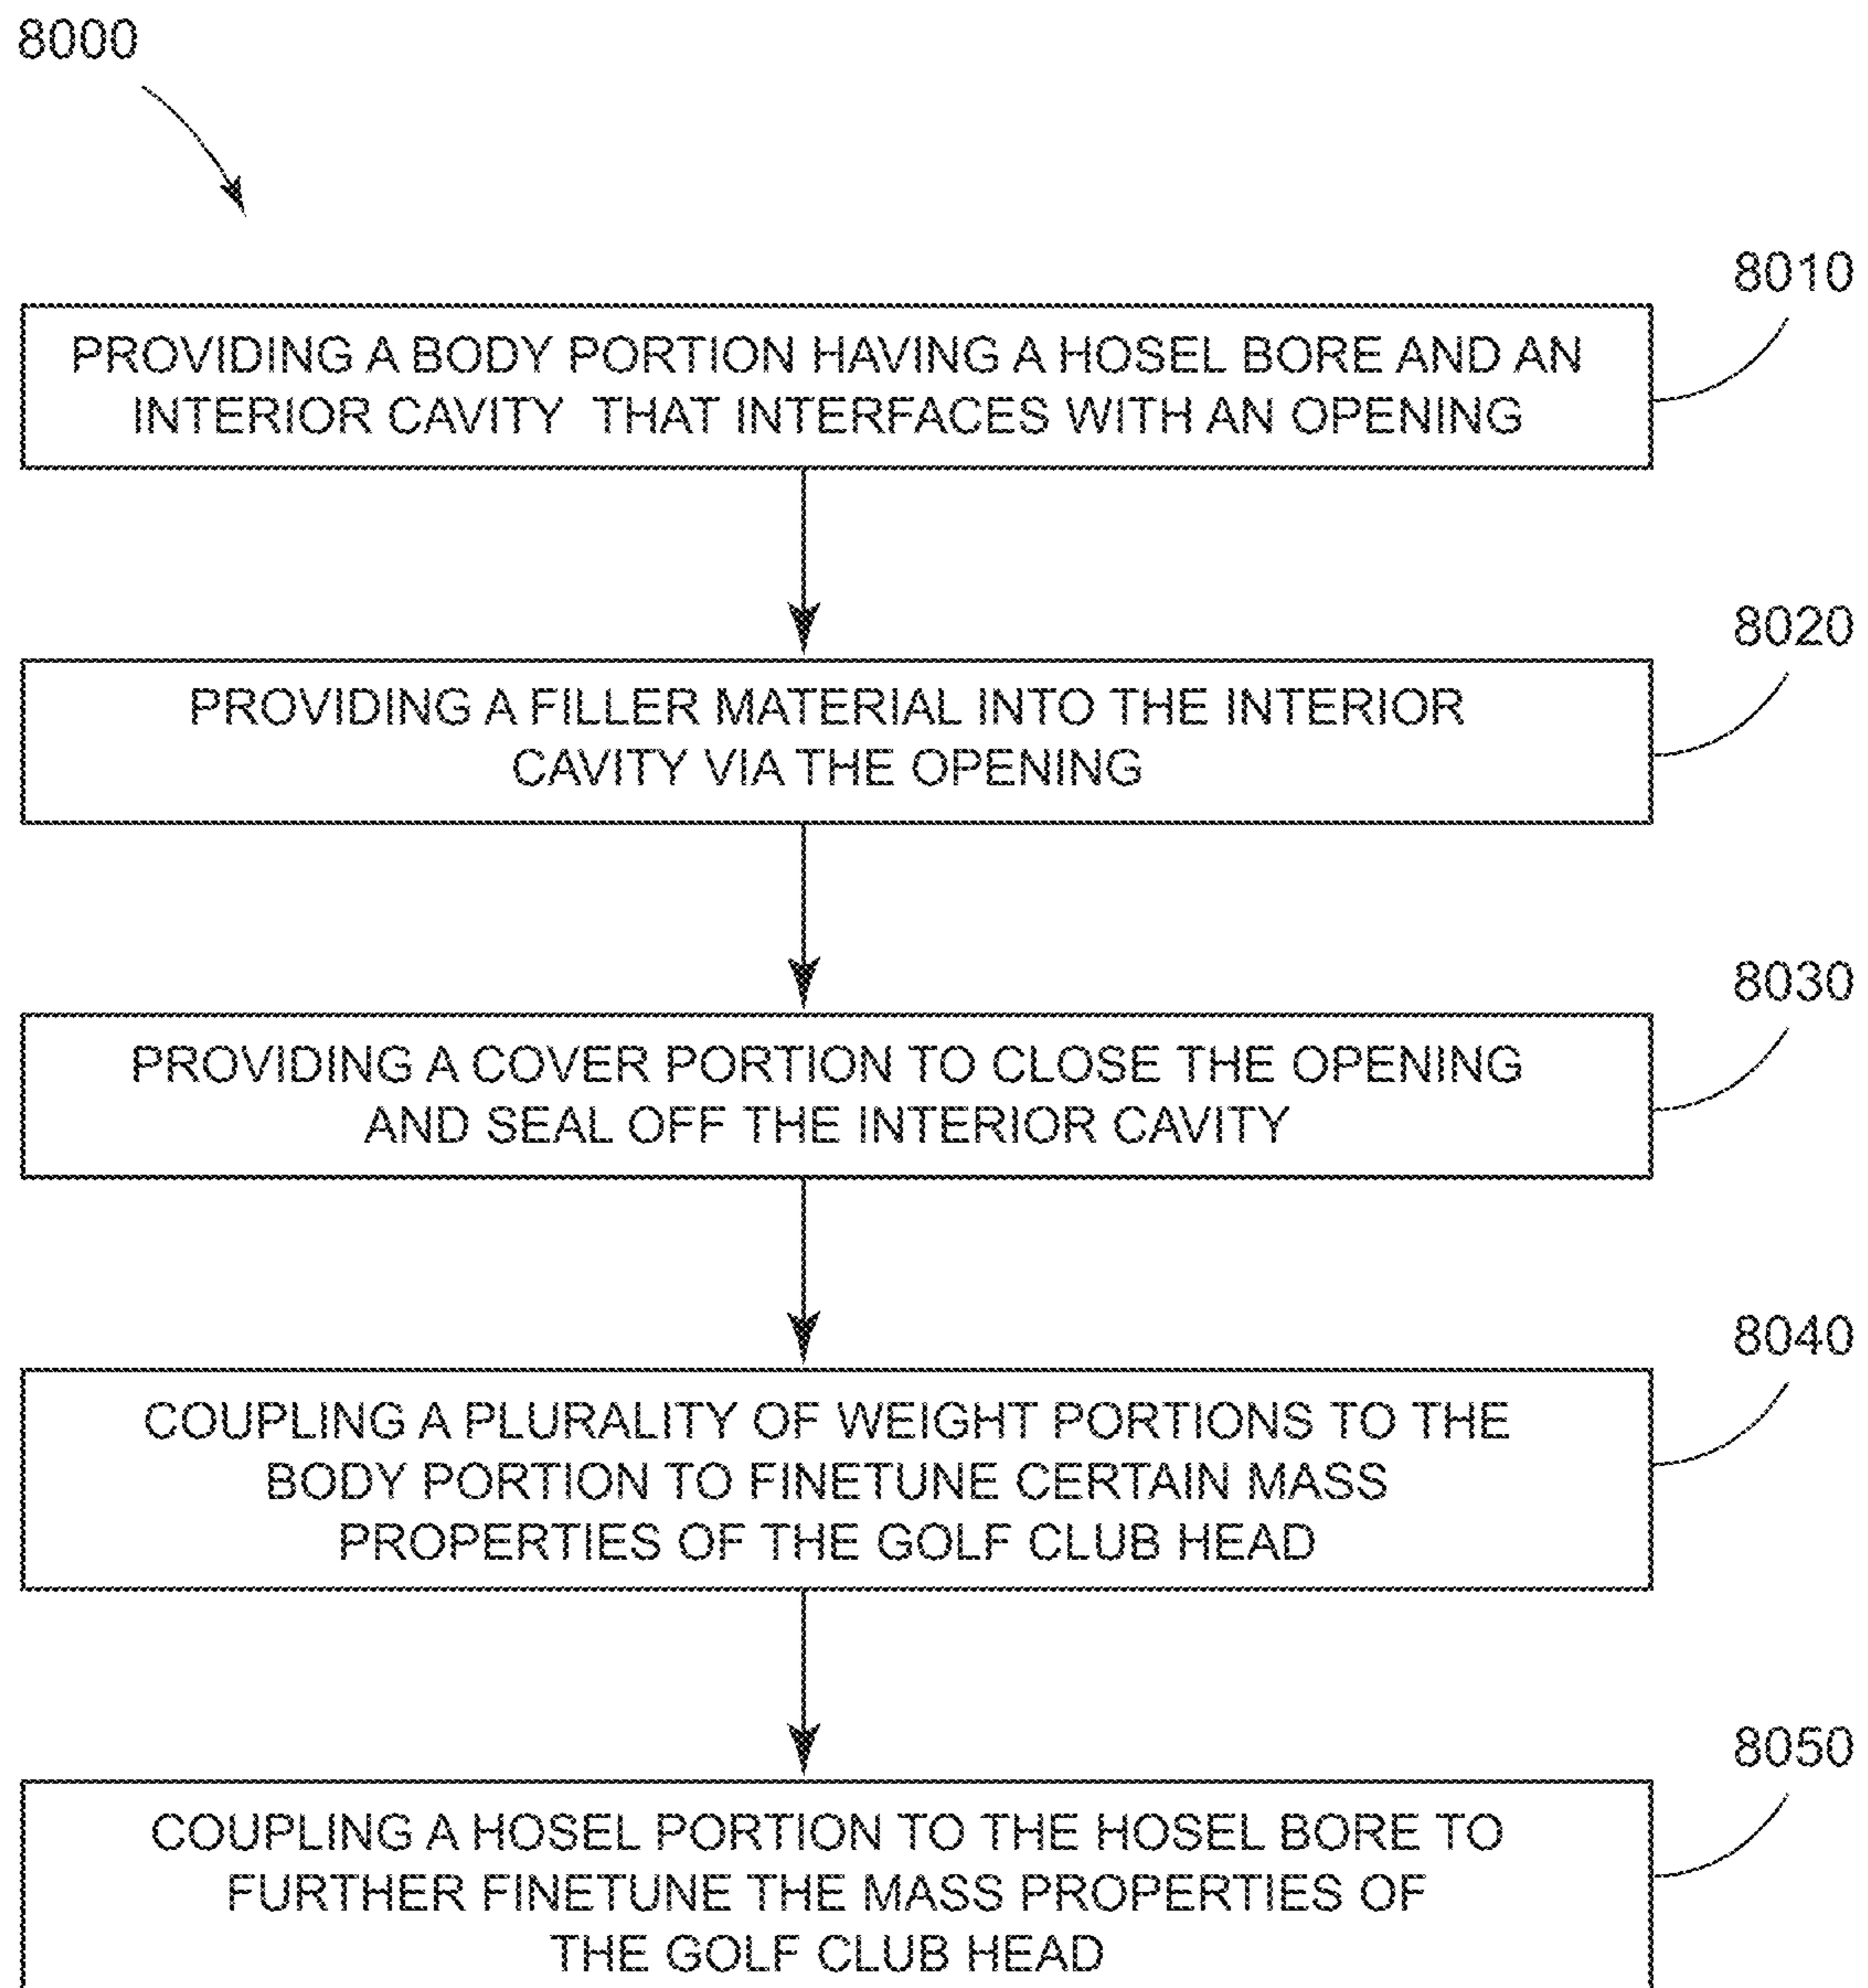 8000
8010
PROVIDING A BODY PORTION HAVING A HOSEL BORE AND AN
INTERIOR CAVITY THAT INTERFACES WITH AN OPENING
8020
PROVIDING A FILLER MATERIAL INTO THE INTERIOR
CAVITY VIA THE OPENING
8030
PROVIDING A COVER PORTION TO CLOSE THE OPENING
AND SEAL OFF THE INTERIOR CAVITY
8040
COUPLING A PLURALITY OF WEIGHT PORTIONS TO THE
BODY PORTION TO FINETUNE CERTAIN MASS
PROPERTIES OF THE GOLF CLUB HEAD
8050
COUPLING A HOSEL PORTION TO THE HOSEL BORE TO
FURTHER FINETUNE THE MASS PROPERTIES OF
THE GOLF CLUB HEAD